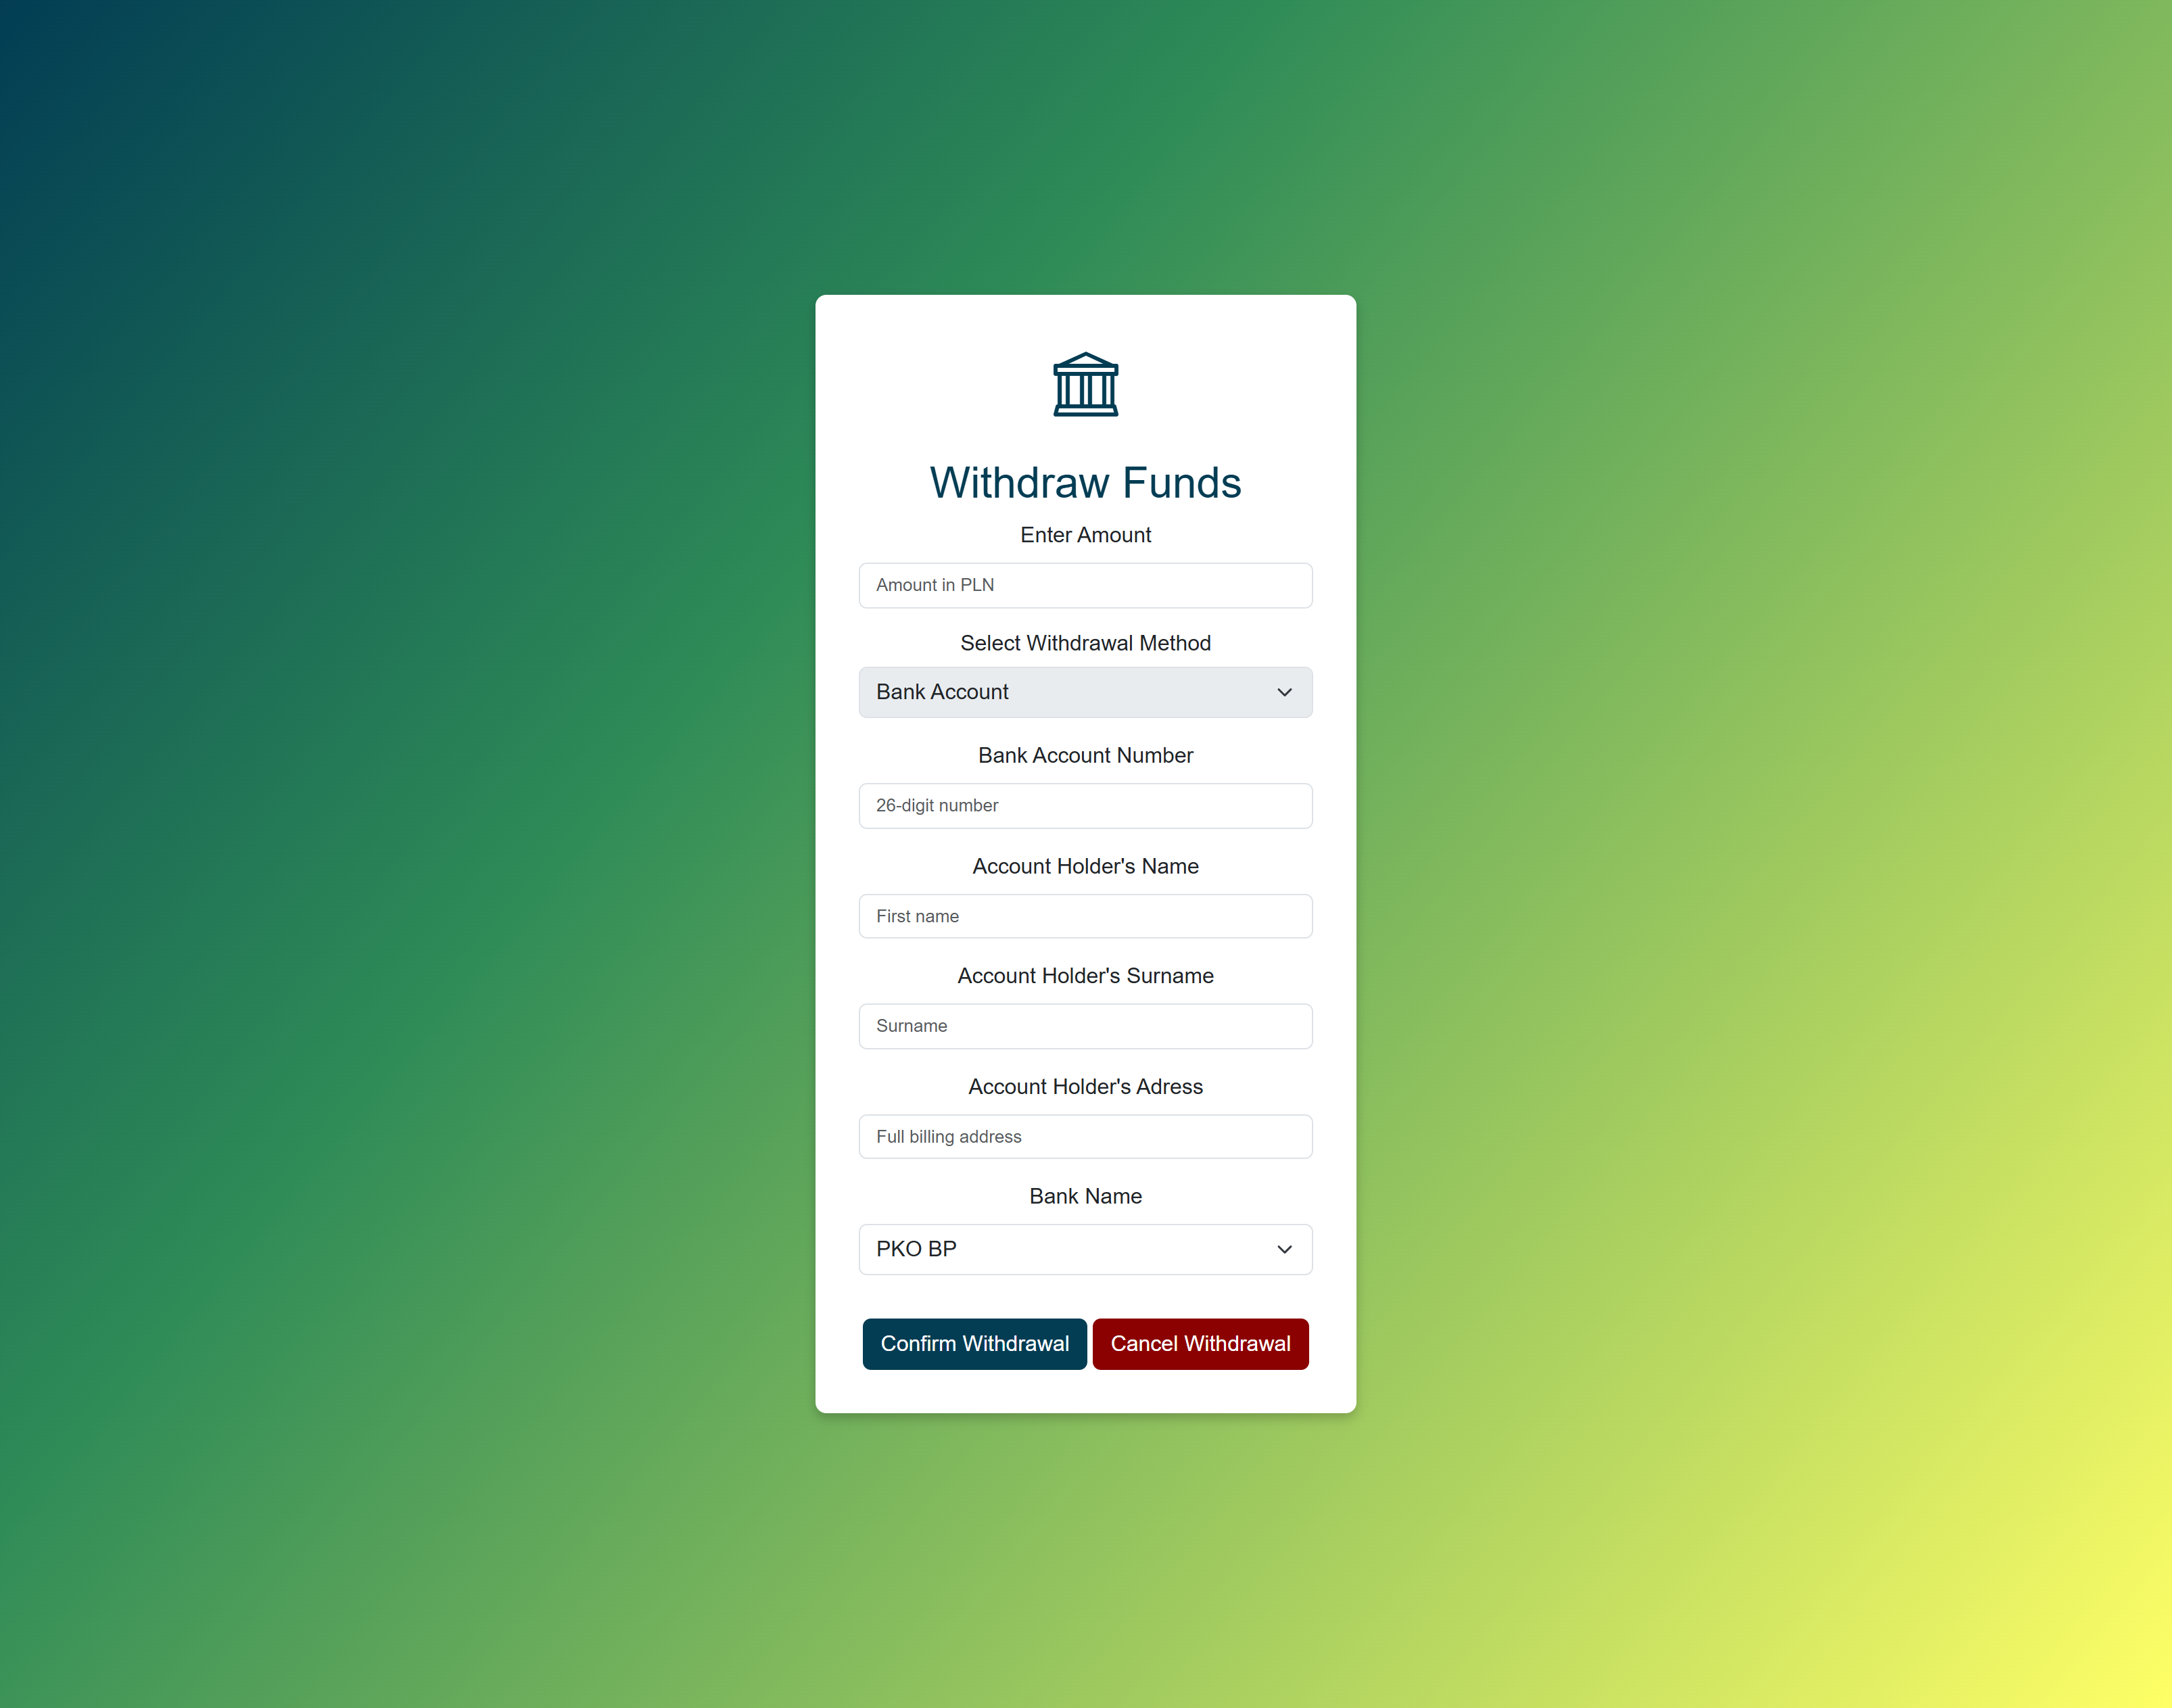 Withdraw Funds
Enter Amount
Amount in PLN
Select Withdrawal Method
Bank Account
Bank Account Number
26-digit number
Account Holder's Name
First name
Account Holder's Surname
Surname
Account Holder's Adress
Full billing address
Bank Name
PKO BP
Confirm Withdrawal Cancel Withdrawal